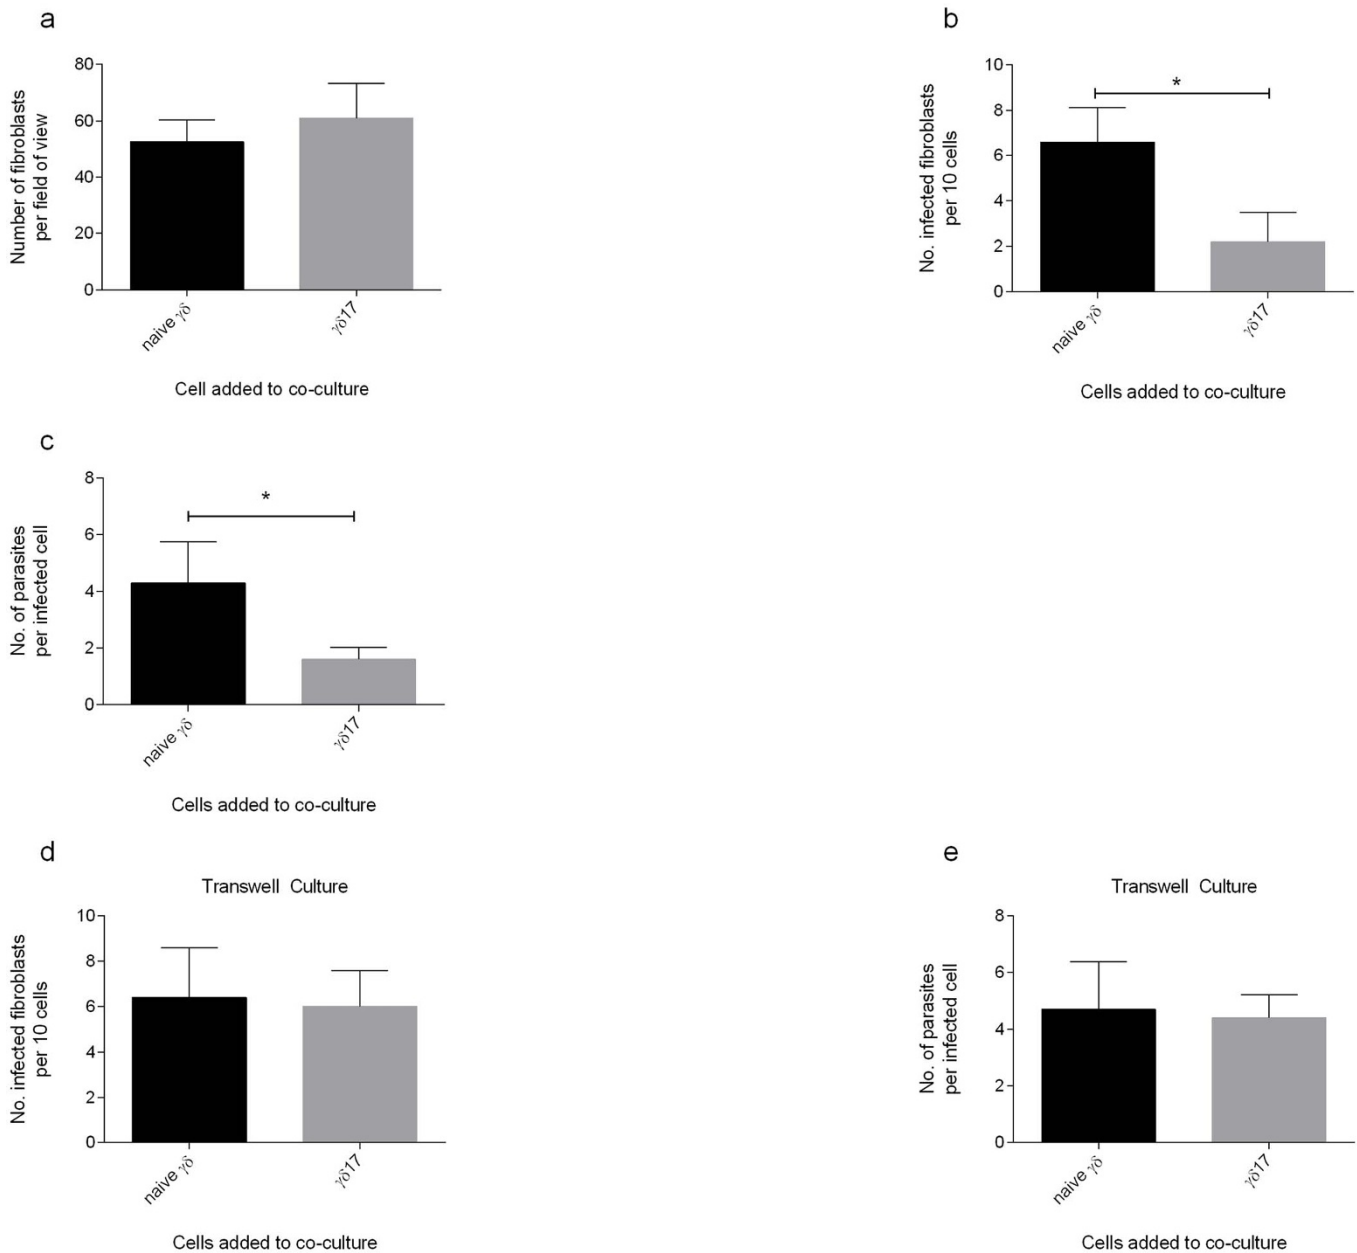 a
Number of fibroblasts
per field of view
80
60
40
20
0
naive γδ
γδ17
Cell added to co-culture
b
No. infected fibroblasts
per 10 cells
10
8
6
4
2
0
*
naive γδ
γδ17
Cells added to co-culture
c
No. of parasites
per infected cell
8
6
4
2
0
*
naive γδ
γδ17
Cells added to co-culture
d
Transwell Culture
No. infected fibroblasts
per 10 cells
10
8
6
4
2
0
naive γδ
γδ17
Cells added to co-culture
e
Transwell Culture
No. of parasites
per infected cell
8
6
4
2
0
naive γδ
γδ17
Cells added to co-culture